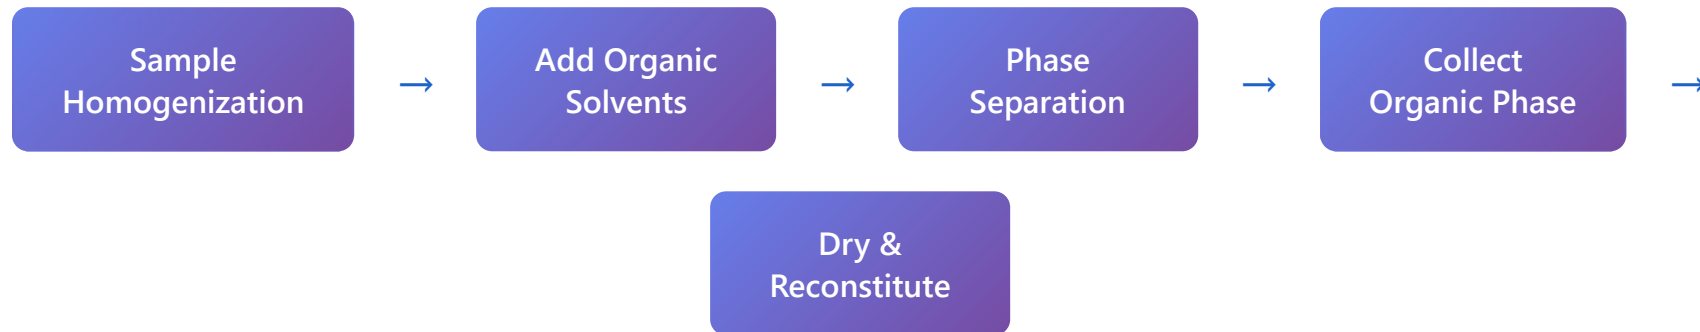 Sample
Homogenization
→
Add Organic
Solvents
→
Phase
Separation
→
Collect
Organic Phase
→
Dry &
Reconstitute